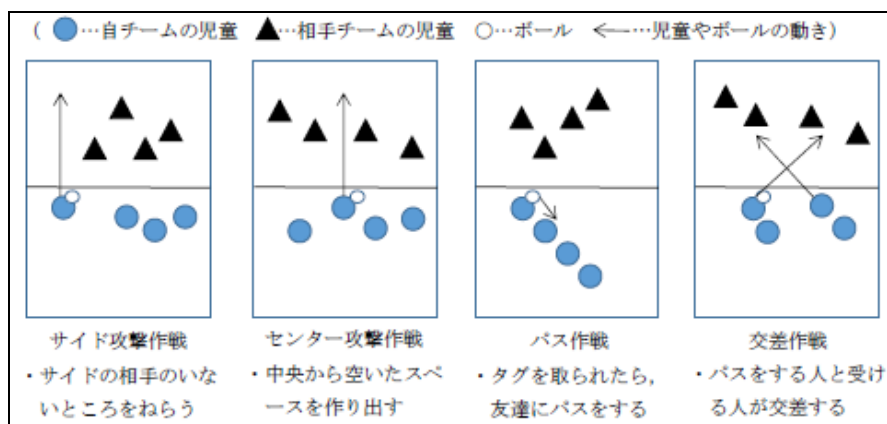 ( …自チームの児童 …相手チームの児童 ○…ボール ←…児童やボールの動き)
サイド攻撃作戦
・サイドの相手のいな
いところをねらう
センター攻撃作戦
・中央から空いたスペ
ースを作り出す
パス作戦
・タグを取られたら,
友達にパスをする
交差作戦
・パスをする人と受け
る人が交差する